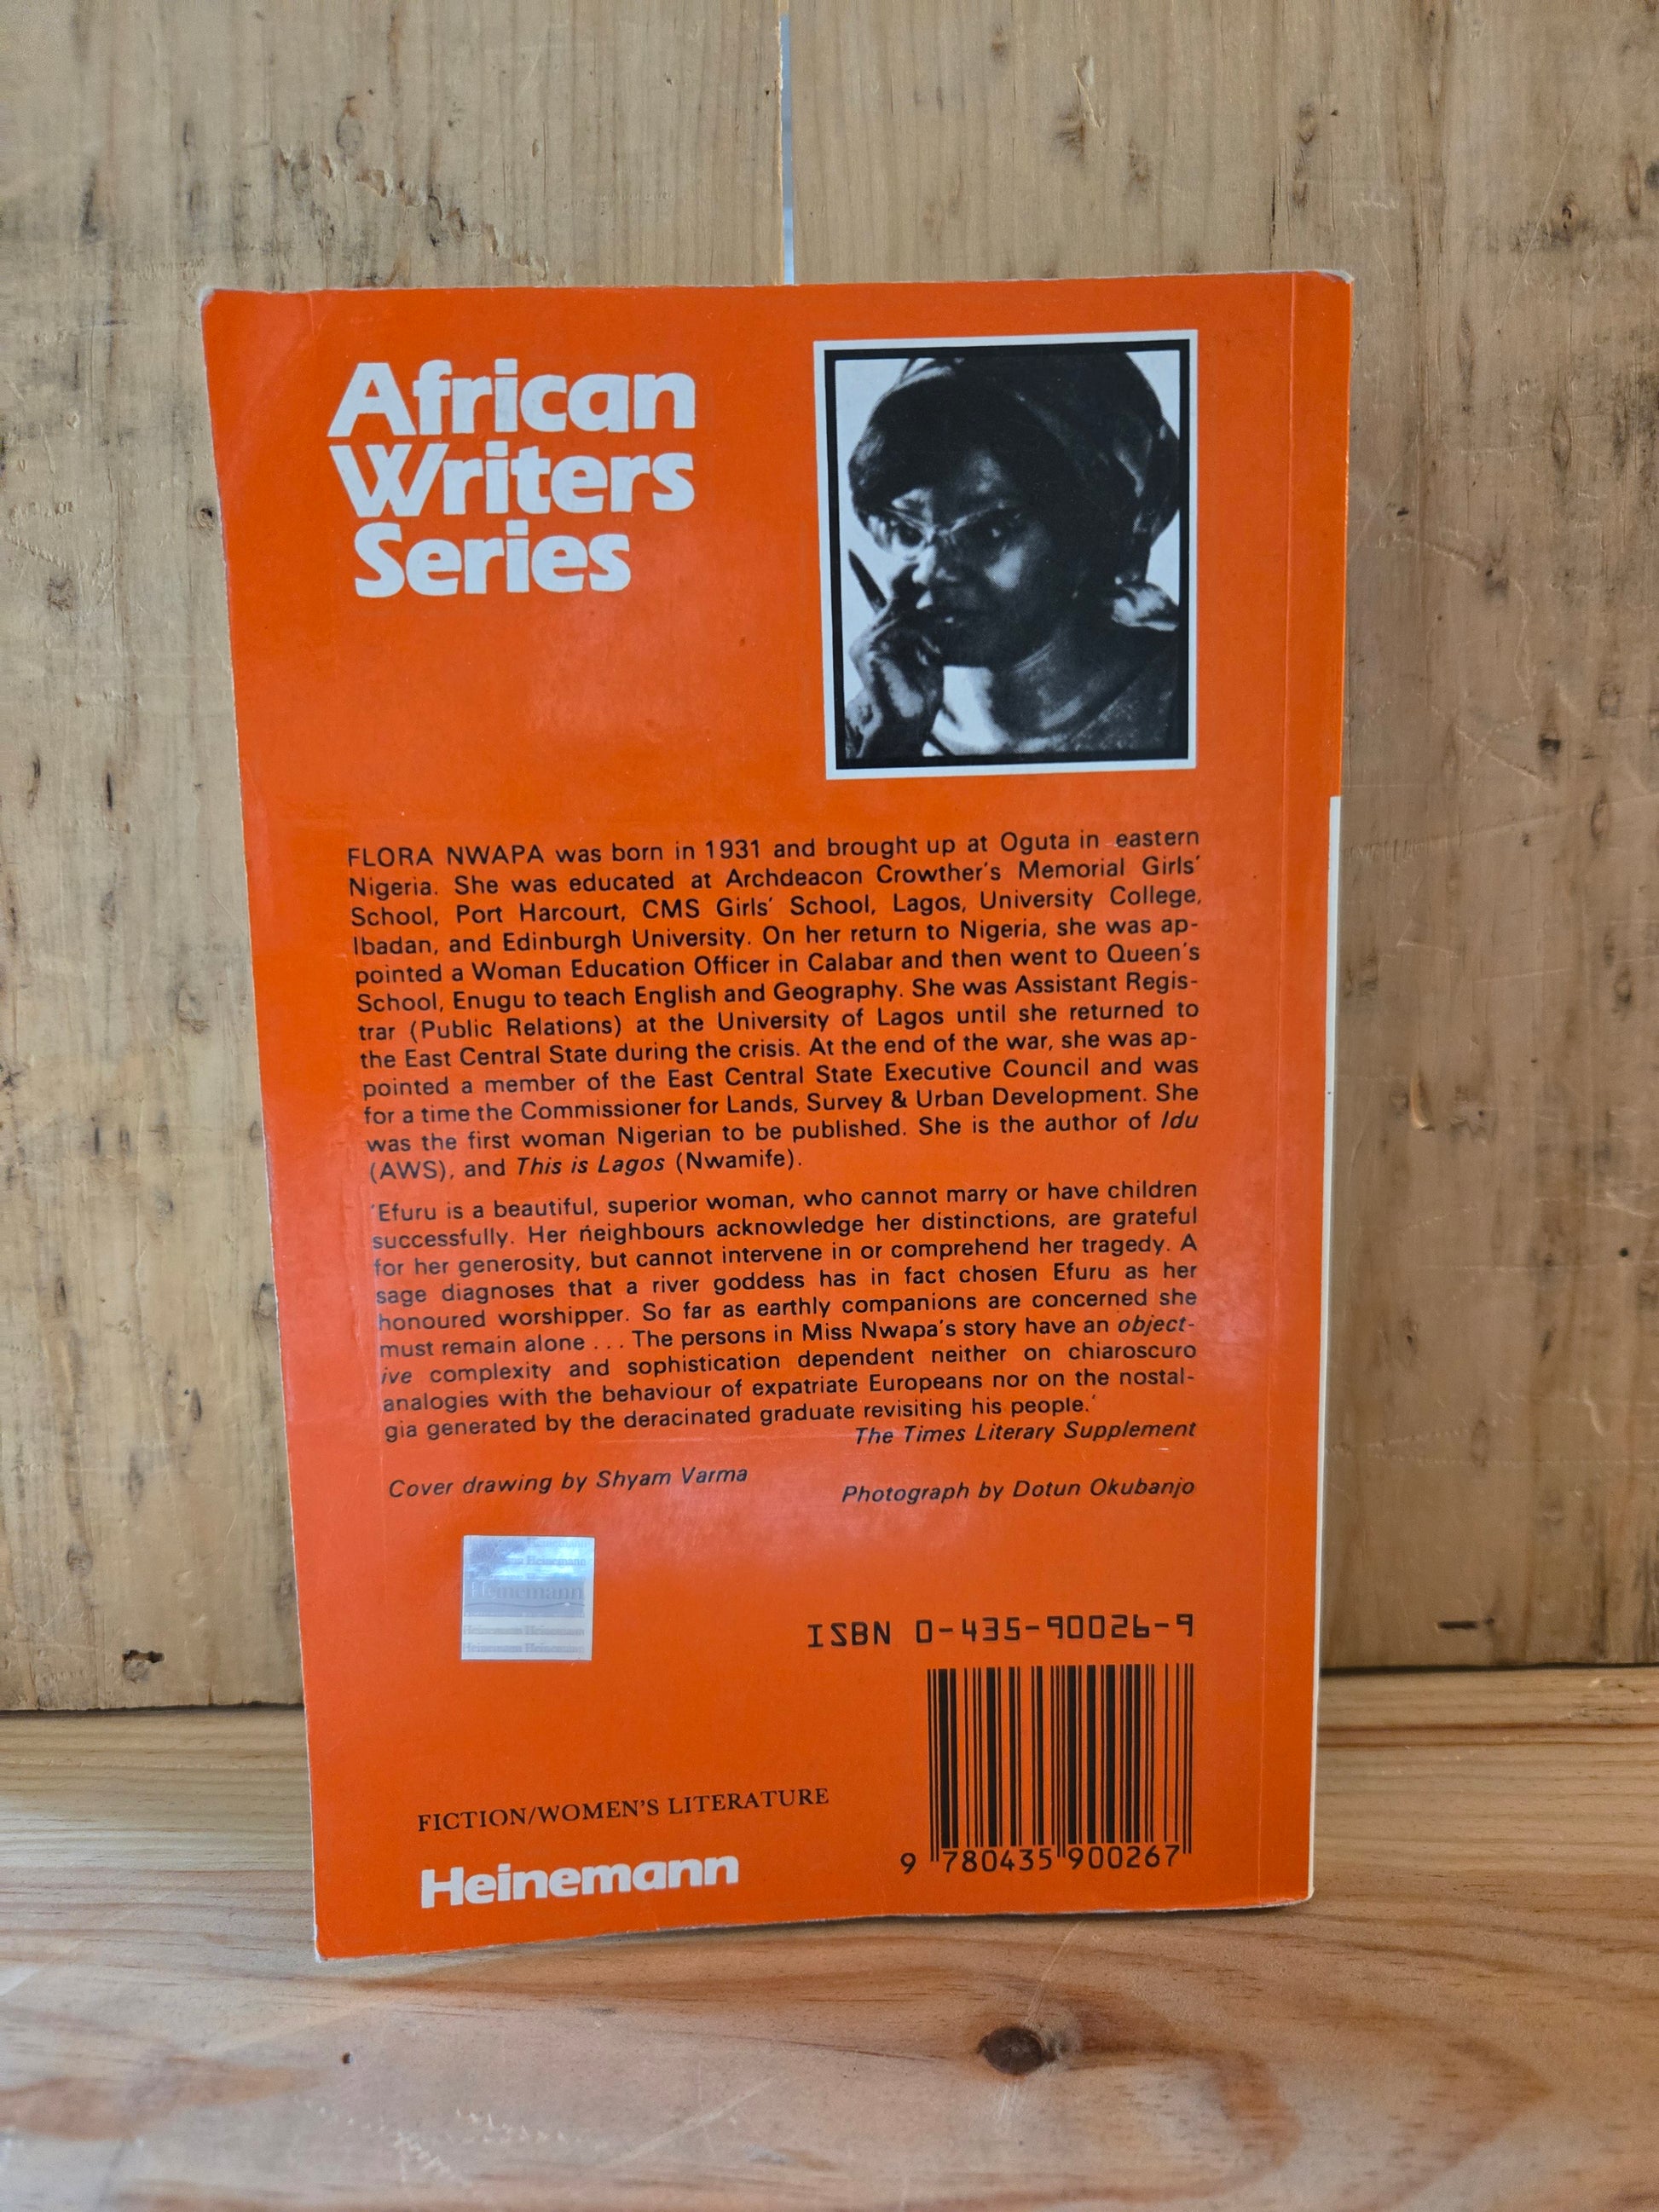 African
Writers
Series
FLORA NWAPA was born in 1931 and brought up at Oguta in eastern
Nigeria. She was educated at Archdeacon Crowther's Memorial Girls'
School, Port Harcourt, CMS Girls' School, Lagos, University College,
Ibadan, and Edinburgh University. On her return to Nigeria, she was ap-
pointed a Woman Education Officer in Calabar and then went to Queen's
School, Enugu to teach English and Geography. She was Assistant Regis-
trar (Public Relations) at the University of Lagos until she returned to
the East Central State during the crisis. At the end of the war, she was ap-
pointed a member of the East Central State Executive Council and was
for a time the Commissioner for Lands, Survey & Urban Development. She
was the first woman Nigerian to be published. She is the author of Idu
(AWS), and This is Lagos (Nwamife).
'Efuru is a beautiful, superior woman, who cannot marry or have children
successfully. Her neighbours acknowledge her distinctions, are grateful
for her generosity, but cannot intervene in or comprehend her tragedy. A
sage diagnoses that a river goddess has in fact chosen Efuru as her
honoured worshipper. So far as earthly companions are concerned she
must remain alone . . . The persons in Miss Nwapa's story have an object-
ive complexity and sophistication dependent neither on chiaroscuro
analogies with the behaviour of expatriate Europeans nor on the nostal-
gia generated by the deracinated graduate revisiting his people.'
The Times Literary Supplement
Cover drawing by Shyam Varma
Photograph by Dotun Okubanjo
Heinemann
Heinemann
Heinemann Heinemann
Heinemann Heinemann
ISBN 0-435-90026-9
9 780435 900267
FICTION/WOMEN'S LITERATURE
Heinemann